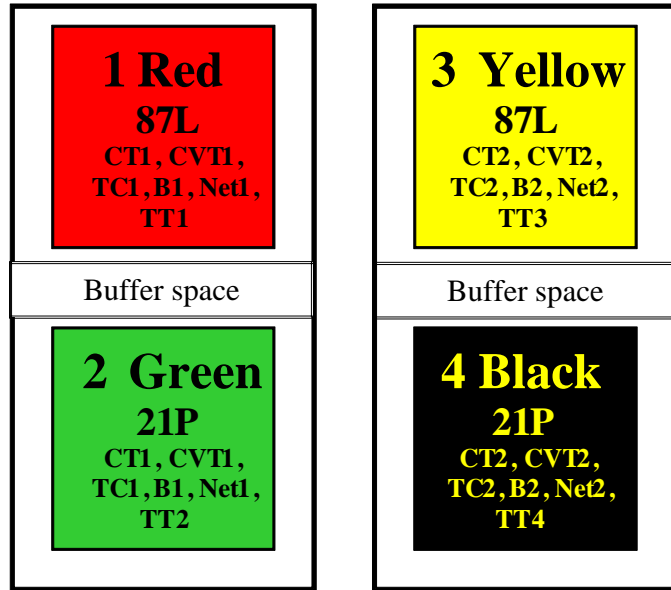 1 Red
87L
CT1, CVT1,
TC1, B1, Net1,
TT1
Buffer space
2 Green
21P
CT1, CVT1,
TC1, B1, Net1,
TT2
3 Yellow
87L
CT2, CVT2,
TC2, B2, Net2,
TT3
Buffer space
4 Black
21P
CT2, CVT2,
TC2, B2, Net2,
TT4